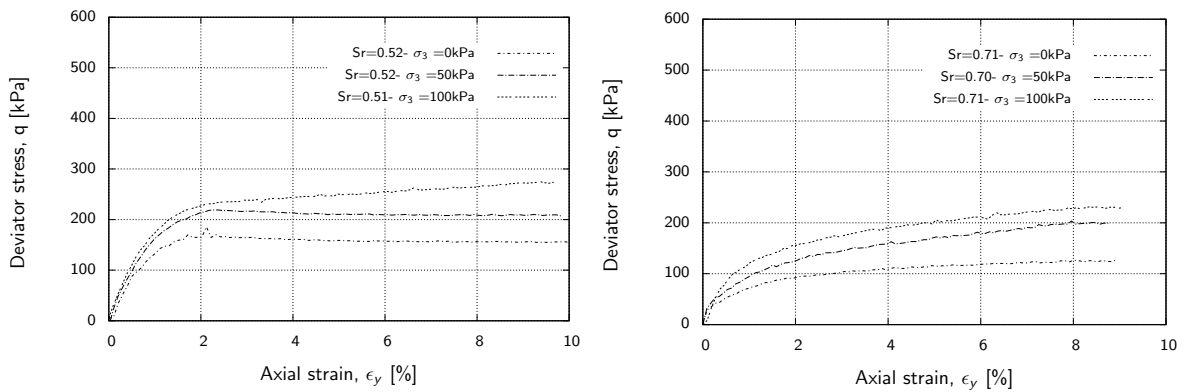 600
500
400
300
200
100
0
0 2 4 6 8 10
Deviator stress, q [kPa]
Axial strain, ϵy [%]
Sr=0.52- σ3 =0kPa
Sr=0.52- σ3 =50kPa
Sr=0.51- σ3 =100kPa
600
500
400
300
200
100
0
0 2 4 6 8 10
Deviator stress, q [kPa]
Axial strain, ϵy [%]
Sr=0.71- σ3 =0kPa
Sr=0.70- σ3 =50kPa
Sr=0.71- σ3 =100kPa